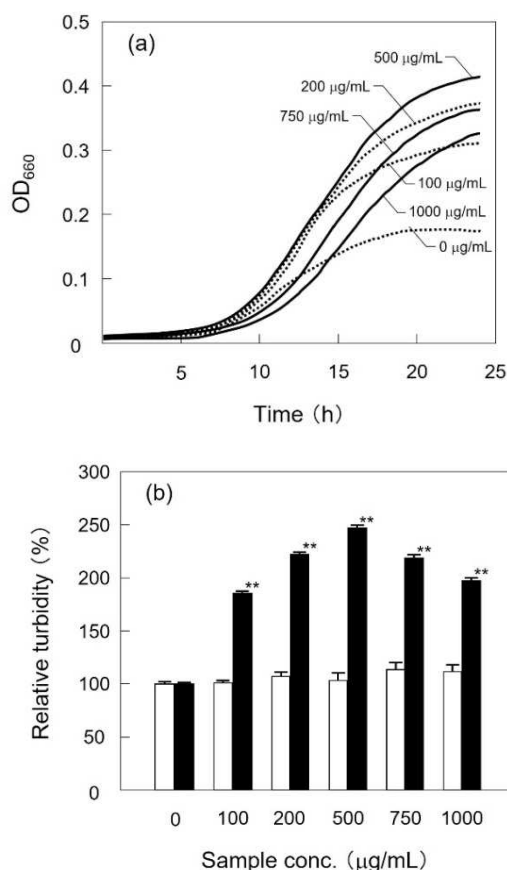 (a)
0.5
0.4
0.3
0.2
0.1
0
OD660
500 μg/mL
200 μg/mL
750 μg/mL
100 μg/mL
1000 μg/mL
0 μg/mL
5 10 15 20 25
Time (h)
(b)
300
250
200
150
100
50
0
Relative turbidity (%)
** ** ** ** **
0 100 200 500 750 1000
Sample conc. (μg/mL)